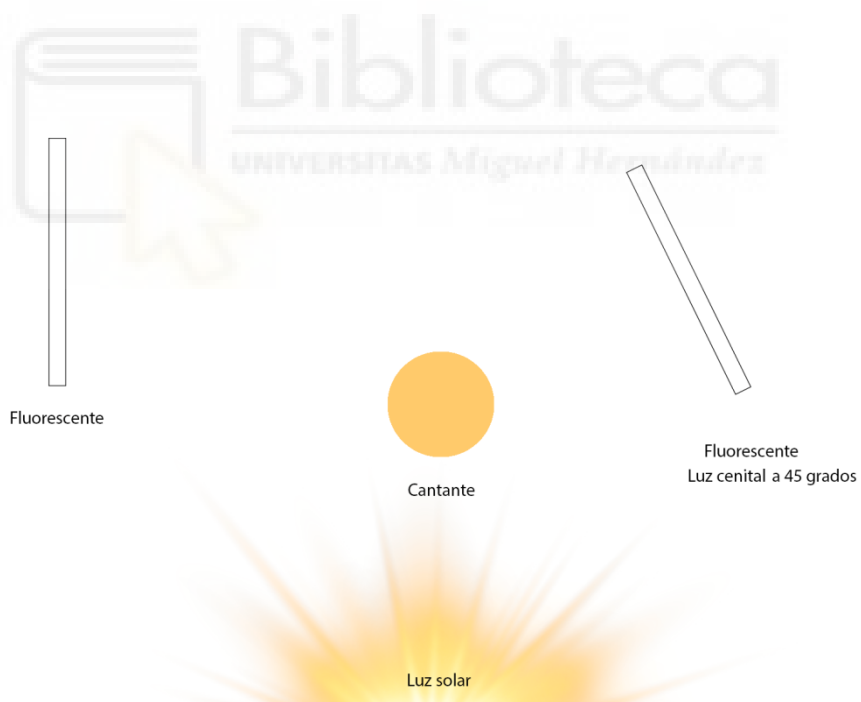 Biblioteca
UNIVERSITAS Miguel Hernández
Fluorescente
Cantante
Fluorescente
Luz cenital a 45 grados
Luz solar